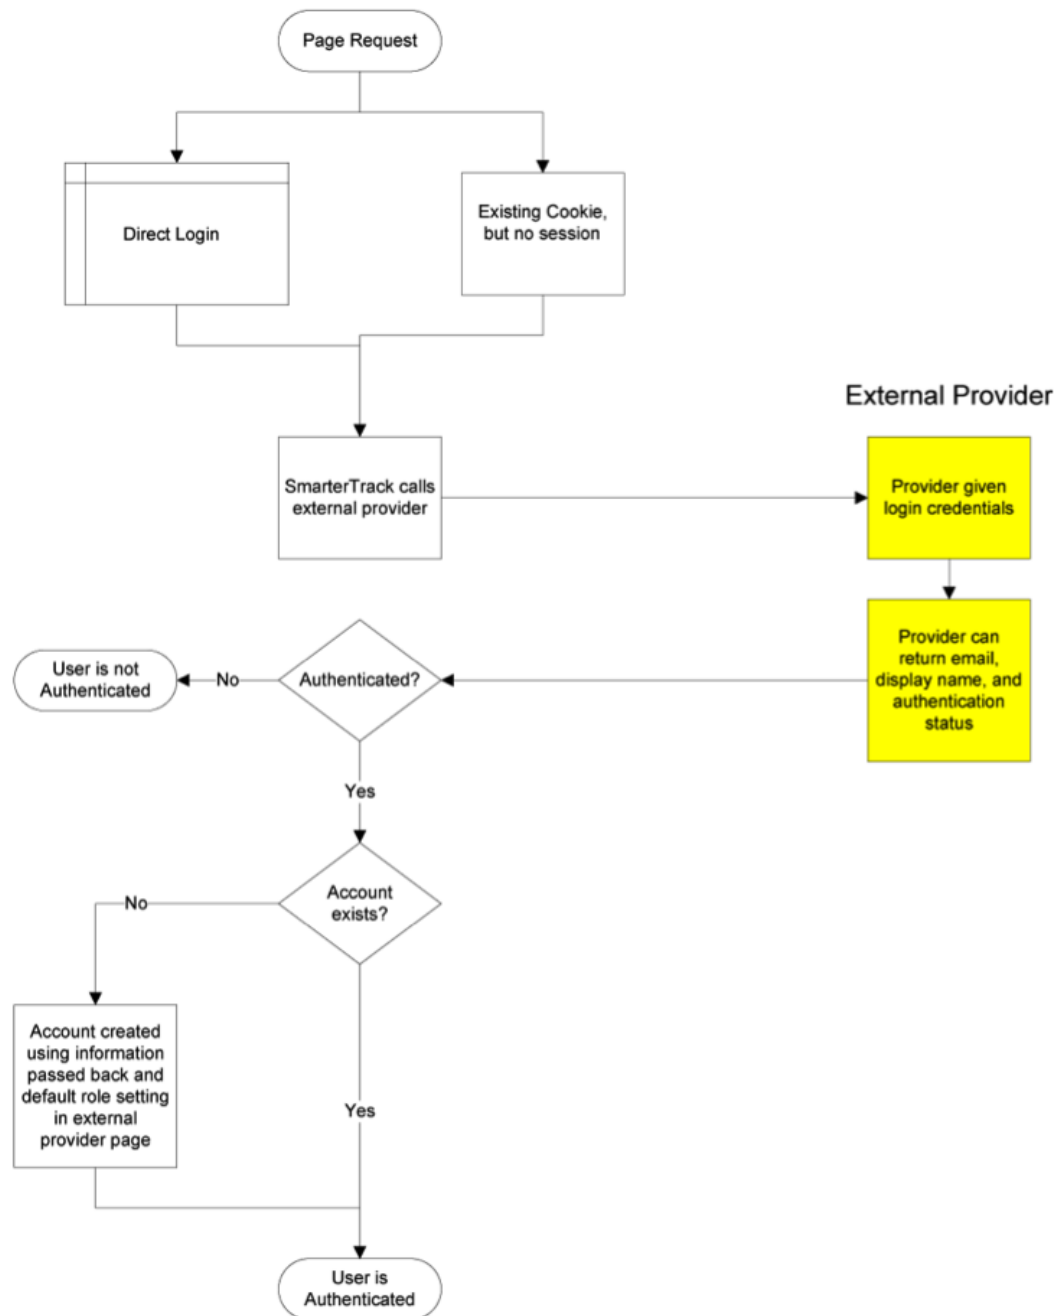 Page Request
Direct Login
Existing Cookie,
but no session
External Provider
SmarterTrack calls
external provider
Provider given
login credentials
Provider can
return email,
display name, and
authentication
status
User is not
Authenticated
No
Authenticated?
Yes
Account
exists?
No
Account created
using information
passed back and
default role setting
in external
provider page
Yes
User is
Authenticated